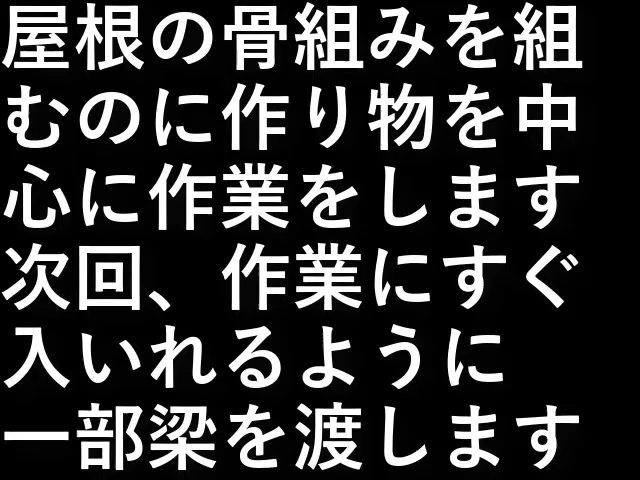 屋根の骨組みを組
むのに作り物を中
心に作業をします
次回、作業にすぐ
入いれるように
一部梁を渡します